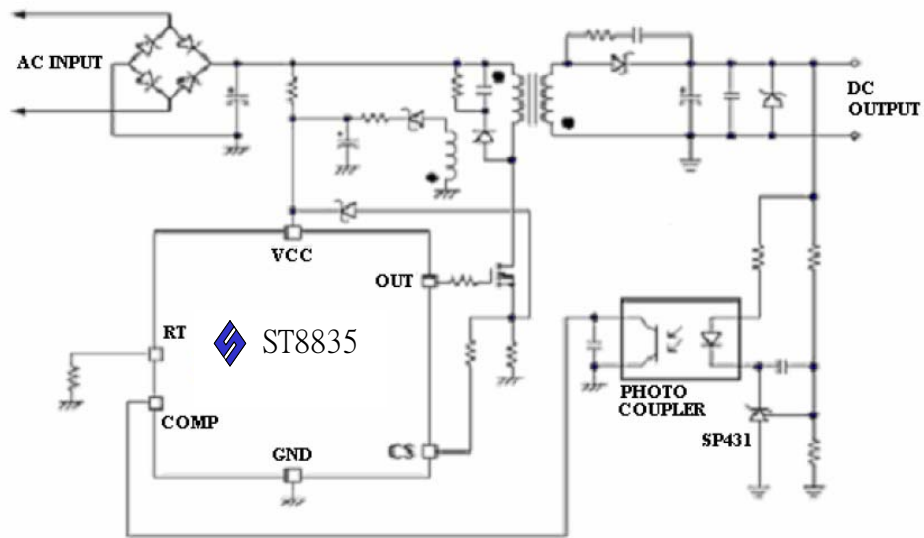 AC INPUT
DC
OUTPUT
VCC
OUT
RT
ST8835
COMP
GND
CS
PHOTO
COUPLER
SP431